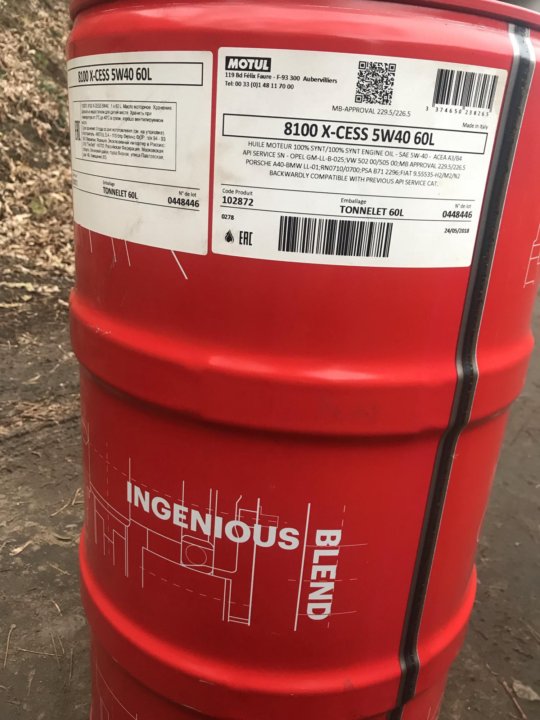 8100 X-CESS 5W40 60L
Emballage
TONNELET 60L
N° de lot
0448446
MOTUL
119 Bd Félix Faure - F-93 300 Aubervilliers
Tel: 00 33 (0)1 48 11 70 00
MB-APPROVAL 229.5/226.5
Made in Italy
8100 X-CESS 5W40 60L
HUILE MOTEUR 100% SYNT/100% SYNT ENGINE OIL - SAE 5W-40 - ACEA A3/B4
API SERVICE SN - OPEL GM-LL-B-025;VW 502 00/505 00;MB APPROVAL 229.5/226.5
PORSCHE A40-BMW LL-01;RN0710/0700;PSA B71 2296;FIAT 9.55535-H2/M2/N2
BACKWARDLY COMPATIBLE WITH PREVIOUS API SERVICE CAT.
Code Produit
102872
Emballage
TONNELET 60L
N° de lot
0448446
0278
24/05/2018
EAC
INGENIOUS
BLEND